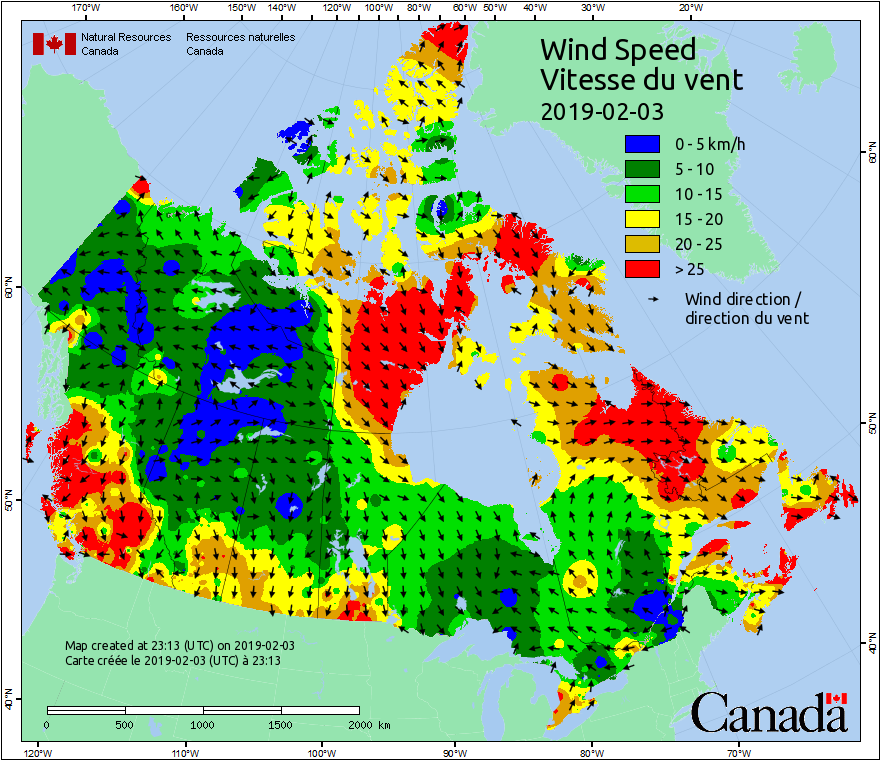 170°W 160°W 150°W 140°W 130°W 120°W 110°W 100°W 90°W 80°W 70°W 60°W 50°W 40°W 30°W 20°W
Natural Resources Ressources naturelles
Canada Canada
Wind Speed
Vitesse du vent
2019-02-03
0 - 5 km/h
5 - 10
10 - 15
15 - 20
20 - 25
> 25
Wind direction /
direction du vent
60°N
60°N
50°N
50°N
40°N
40°N
Map created at 23:13 (UTC) on 2019-02-03
Carte créée le 2019-02-03 (UTC) à 23:13
0 500 1000 1500 2000 km
Canada
120°W 110°W 100°W 90°W 80°W 70°W